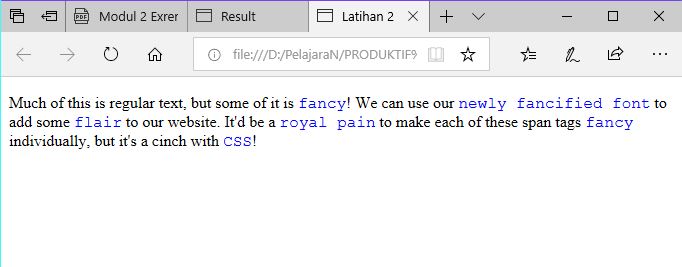 Modul 2 Exrer
Result
Latihan 2
file:///D:/PelajaraN/PRODUKTIF9
Much of this is regular text, but some of it is fancy! We can use our newly fancified font to
add some flair to our website. It'd be a royal pain to make each of these span tags fancy
individually, but it's a cinch with CSS!